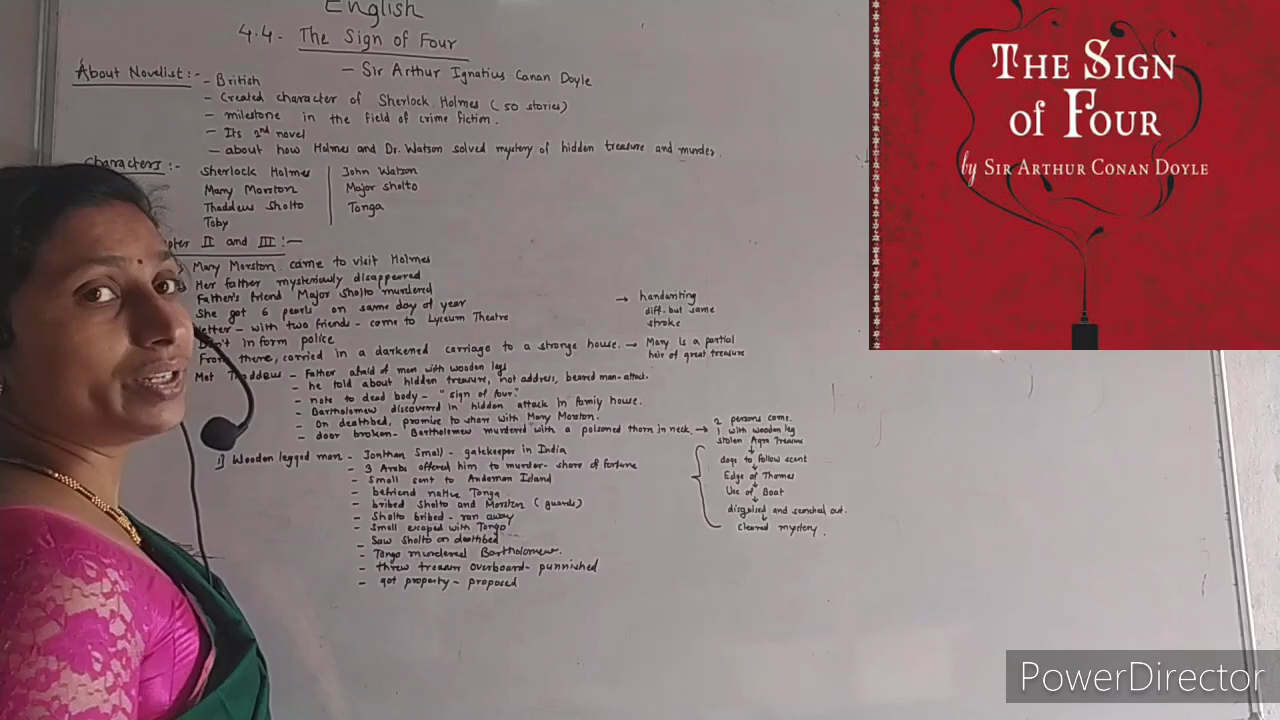 English
4.4. The Sign of Four
- Sir Arthur Ignatius Canan Doyle
About Novelist :- - British
- Created character of Sherlock Holmes (50 stories)
- milestone in the field of crime fiction.
- Its 2nd novel
- about how Holmes and Dr. Watson solved mystery of hidden treasure and murder.
Characters :-
Sherlock Holmes | John Watson
Mary Morston | Major Sholto
Thaddeus Sholto | Tonga
Toby
pter II and III :-
Mary Morston came to visit Holmes
Her father mysteriously disappeared
Father's friend Major Sholto murdered
She got 6 pearls on same day of year
letter - with two friends - come to Lyceum Theatre
Don't inform police
From there, carried in a darkened carriage to a strange house. → Mary is a partial
heir of great treasure
→ handwriting
diff. but same
stroke
Met Thaddeus - Father afraid of man with wooden leg
- he told about hidden treasure, not address, beared man-attack.
- note to dead body - "sign of four."
- Bartholomew discovered in hidden attack in family house.
- On deathbed, promise to share with Mary Morston.
- door broken - Bartholomew murdered with a poisoned thorn in neck. → 2 persons came.
1 with wooden leg
stolen Agra Treasure
↓
dogs to follow scent
↓
Edge of Thames
↓
Use of Boat
↓
disguised and searched out.
↓
cleared mystery.
1) Wooden legged man - Jonthan Small - gatekeeper in India
- 3 Arabs offered him to murder - share of fortune
- Small sent to Andaman Island
- befriend native Tonga
- bribed Sholto and Morston (guards)
- Sholto bribed - ran away
- Small escaped with Tonga
- Saw Sholto on deathbed
- Tonga murdered Bartholomew.
- threw treasure overboard - punnished
- got property - proposed
THE SIGN
OF FOUR
by SIR ARTHUR CONAN DOYLE
PowerDirector